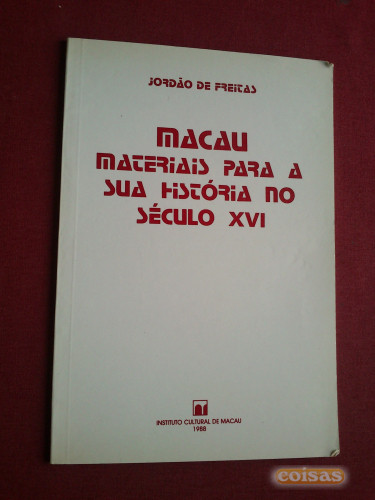 JORDÃO DE FREITAS
MACAU
MATERIAIS PARA A
SUA HISTÓRIA NO
SÉCULO XVI
INSTITUTO CULTURAL DE MACAU
1988
coisas